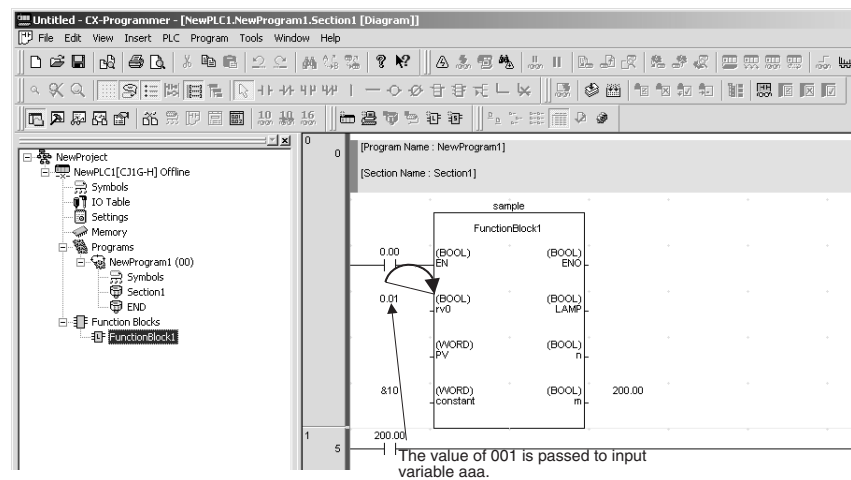 Untitled - CX-Programmer - [NewPLC1.NewProgram1.Section1 [Diagram]]
File Edit View Insert PLC Program Tools Window Help
10 10 16
NewProject
NewPLC1[CJ1G-H] Offline
Symbols
IO Table
Settings
Memory
Programs
NewProgram1 (00)
Symbols
Section1
END
Function Blocks
FunctionBlock1
0
0
[Program Name : NewProgram1]
[Section Name : Section1]
sample
FunctionBlock1
0.00
(BOOL)
EN
(BOOL)
ENO
0.01
(BOOL)
rv0
(BOOL)
LAMP
(WORD)
PV
(BOOL)
n
&10
(WORD)
constant
(BOOL)
m
200.00
1
5
200.00
The value of 001 is passed to input
variable aaa.